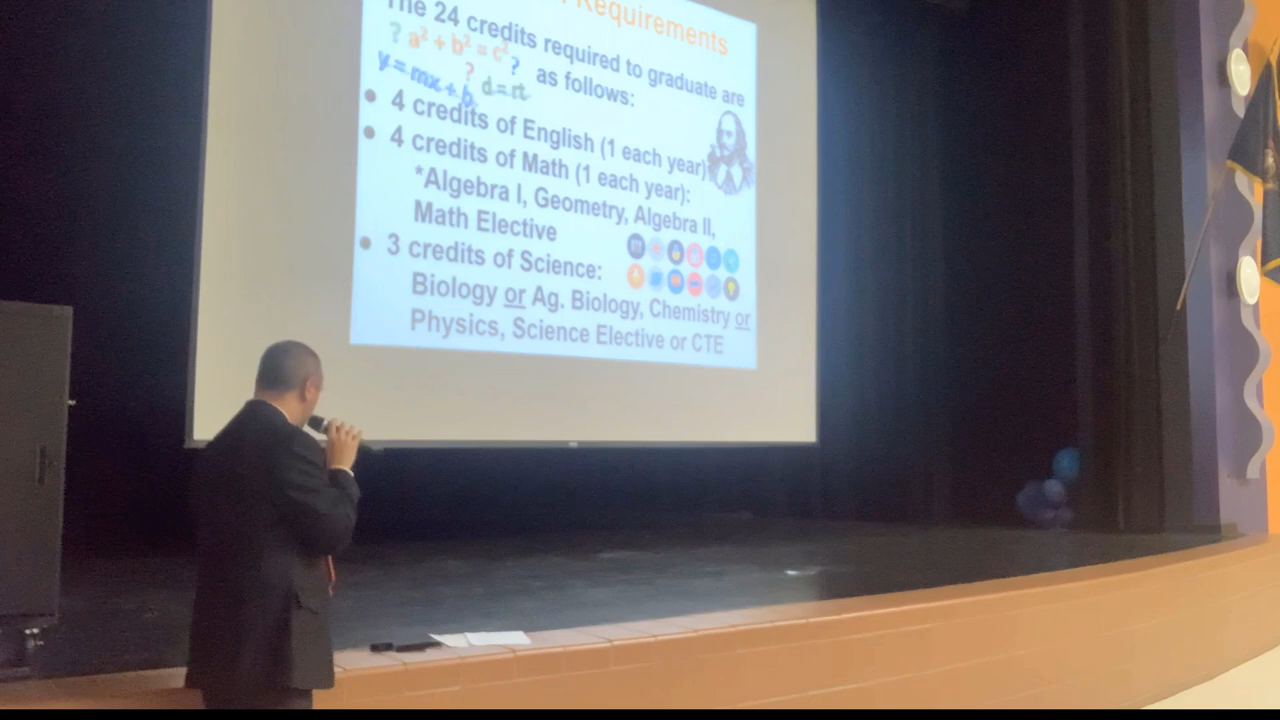 Requirements
The 24 credits required to graduate are
? a² + b² = c² ? as follows:
y = mx + b ? d = rt
• 4 credits of English (1 each year)
• 4 credits of Math (1 each year):
*Algebra I, Geometry, Algebra II,
Math Elective
• 3 credits of Science:
Biology or Ag. Biology, Chemistry or
Physics, Science Elective or CTE